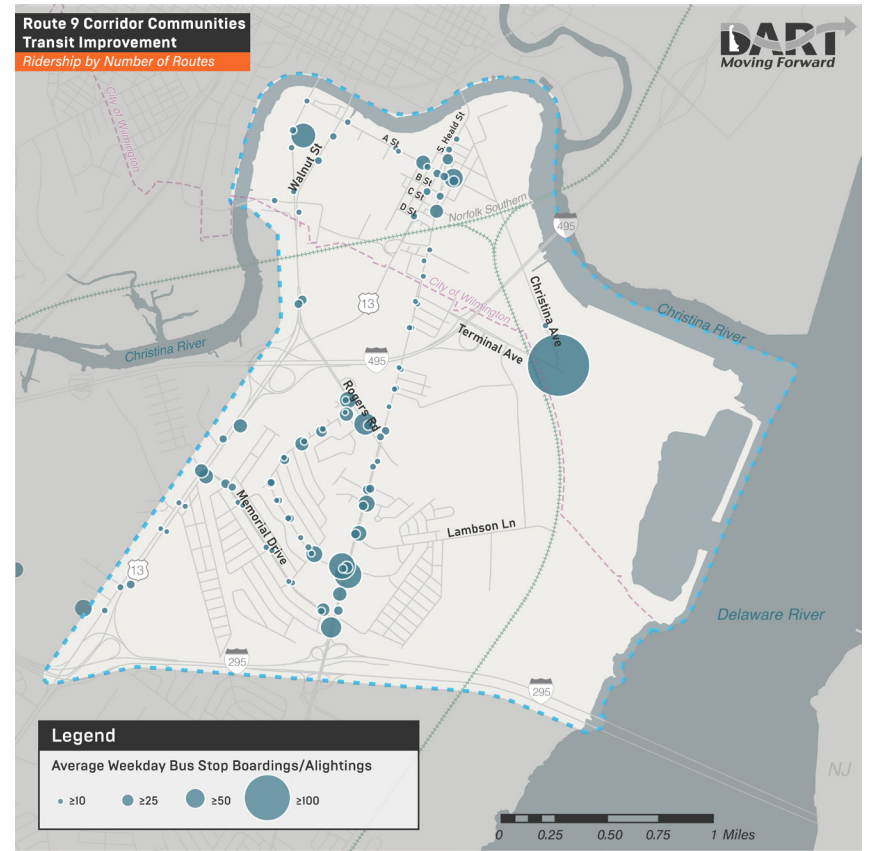 Route 9 Corridor Communities
Transit Improvement
Ridership by Number of Routes
DART
Moving Forward
City of Wilmington
A St
S. Heald St
Walnut St
B St
C St
D St
Norfolk Southern
495
City of Wilmington
13
Christina Ave
Christina River
Terminal Ave
Christina River
495
Rogers Rd
Memorial Drive
Lambson Ln
13
Delaware River
295
295
Legend
Average Weekday Bus Stop Boardings/Alightings
≥10
≥25
≥50
≥100
NJ
0 0.25 0.50 0.75 1 Miles